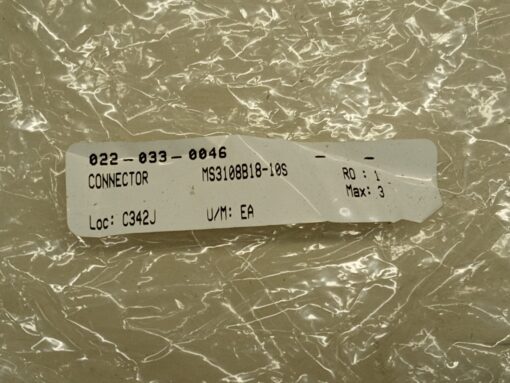 022-033-0046 - -
CONNECTOR MS3108B18-10S RO : 1
Max: 3
Loc: C342J U/M: EA